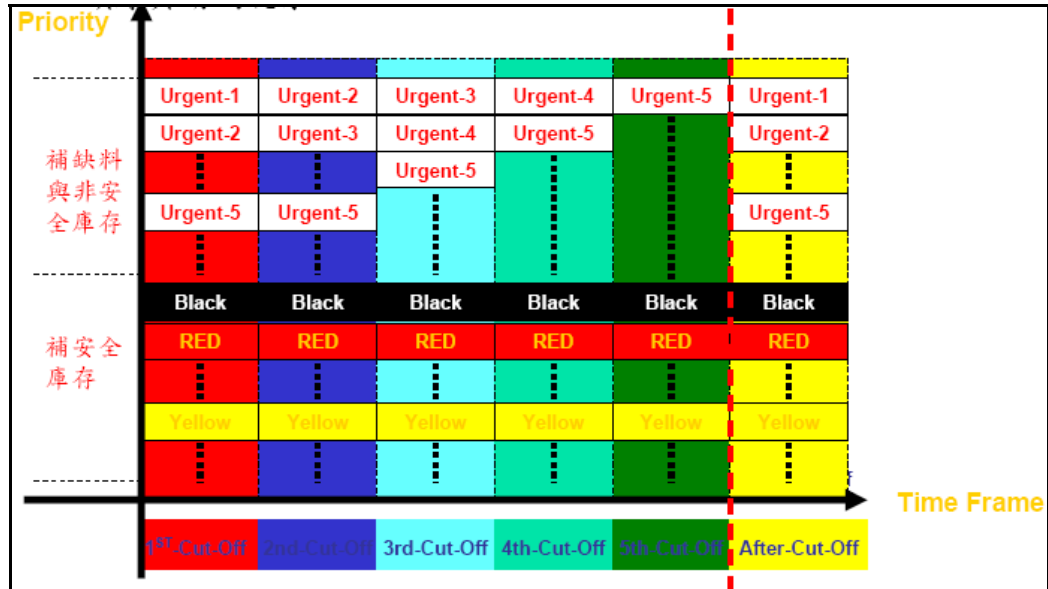 Priority
Urgent-1 Urgent-2 Urgent-3 Urgent-4 Urgent-5 Urgent-1
Urgent-2 Urgent-3 Urgent-4 Urgent-5 Urgent-2
補缺料
與非安
全庫存
Urgent-5
Urgent-5 Urgent-5 Urgent-5
Black Black Black Black Black Black
補安全
庫存
RED RED RED RED RED RED
Yellow Yellow Yellow Yellow Yellow Yellow
Time Frame
1ST-Cut-Off 2nd-Cut-Off 3rd-Cut-Off 4th-Cut-Off 5th-Cut-Off After-Cut-Off